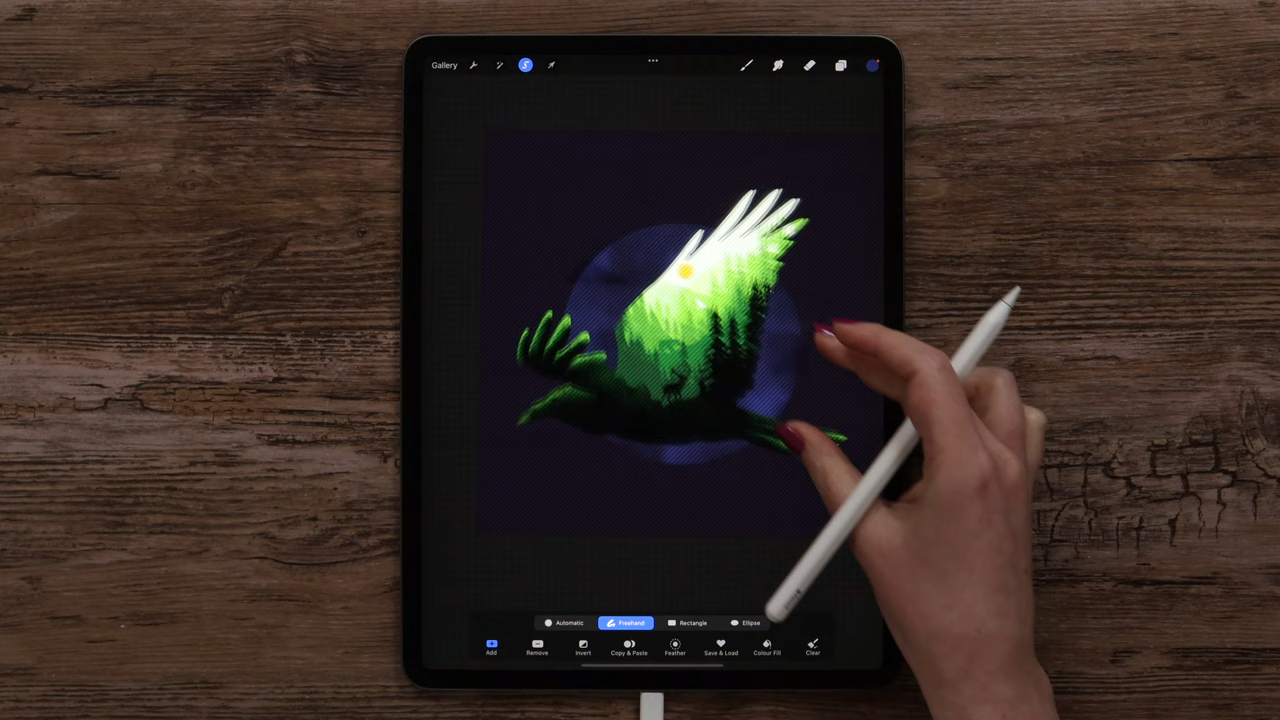 Gallery
Automatic Freehand Rectangle Ellipse
Add Remove Invert Copy & Paste Feather Save & Load Colour Fill Clear